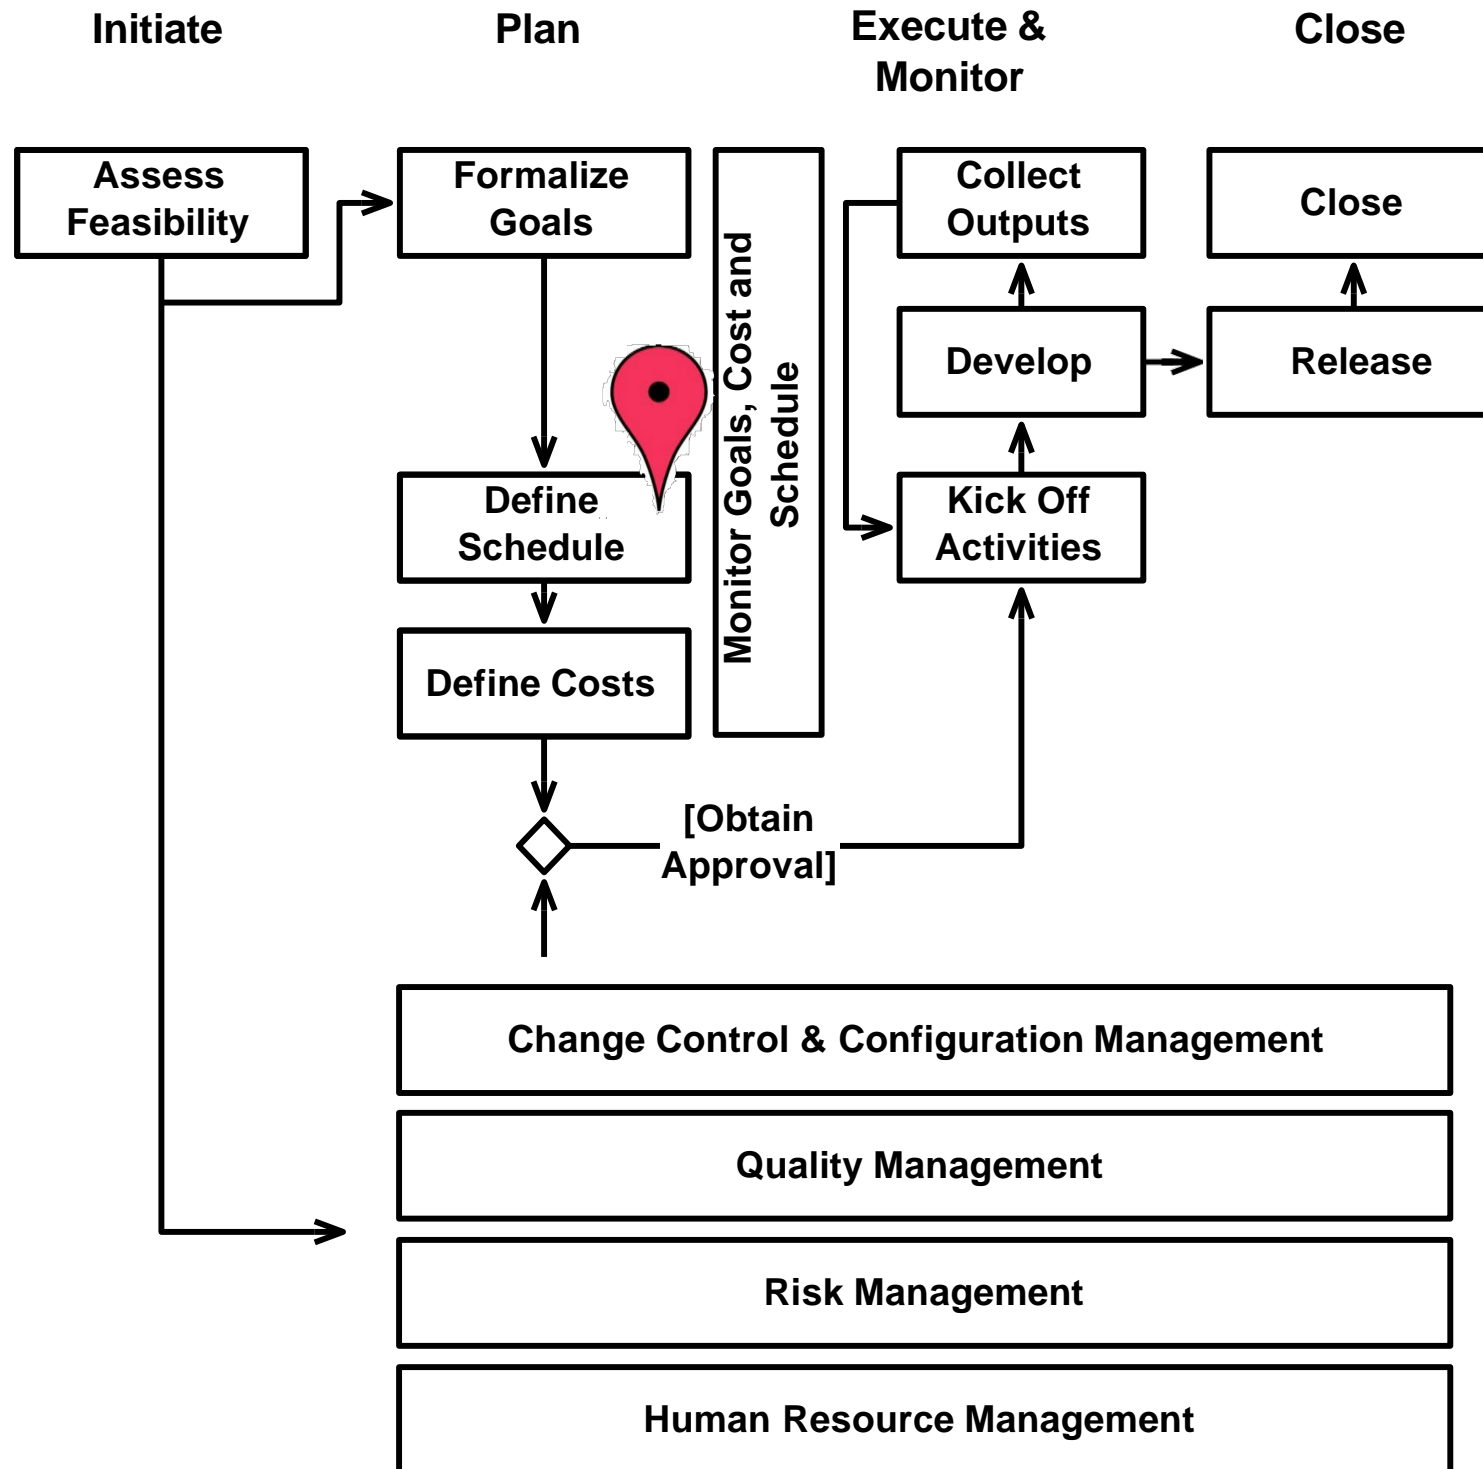 Initiate
Plan
Execute &
Monitor
Close
Assess
Feasibility
Formalize
Goals
Monitor Goals, Cost and
Schedule
Collect
Outputs
Close
Develop
Release
Define
Schedule
Kick Off
Activities
Define Costs
[Obtain
Approval]
Change Control & Configuration Management
Quality Management
Risk Management
Human Resource Management